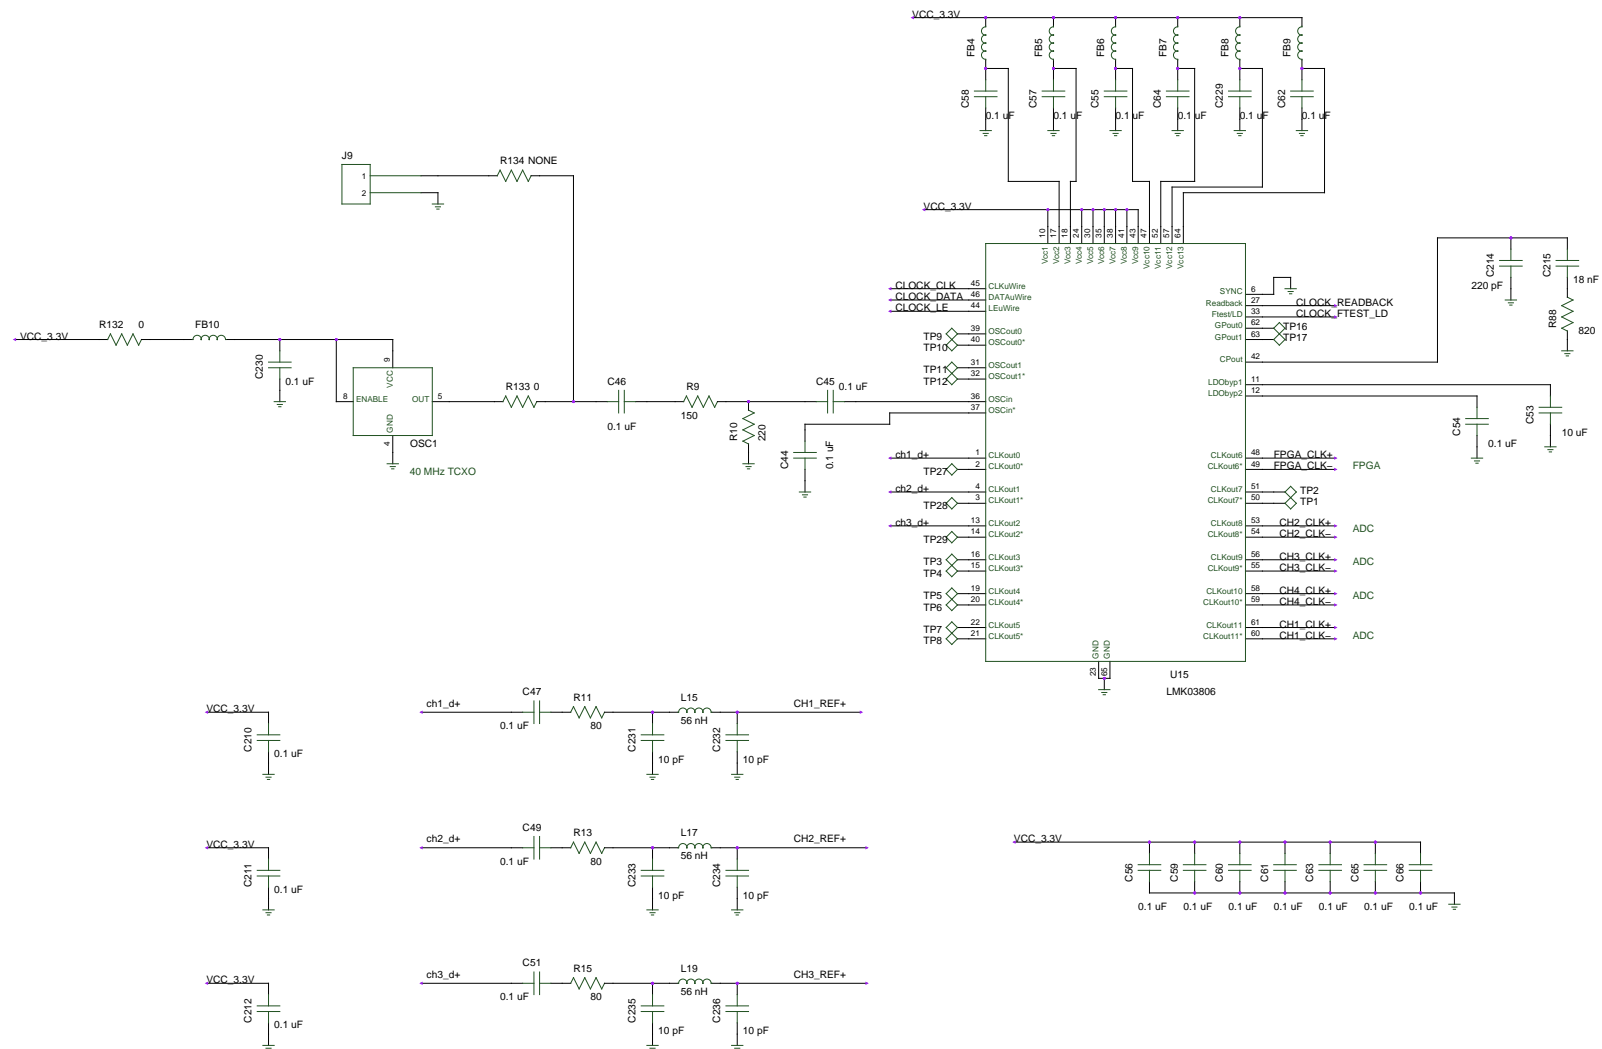 VCC_3.3V
FB4
FB5
FB6
FB7
FB8
FB9
C58
C57
C55
C64
C229
C62
0.1 uF
0.1 uF
0.1 uF
0.1 uF
0.1 uF
0.1 uF
J9
1
2
R134 NONE
VCC_3.3V
10
17
18
24
30
35
38
41
43
47
52
57
64
Vcc1
Vcc2
Vcc3
Vcc4
Vcc5
Vcc6
Vcc7
Vcc8
Vcc9
Vcc10
Vcc11
Vcc12
Vcc13
C214
220 pF
C215
18 nF
R88
820
CLOCK_CLK 45 CLKuWire
CLOCK_DATA 46 DATAuWire
CLOCK_LE 44 LEuWire
SYNC 6
Readback 27 CLOCK_READBACK
Ftest/LD 33 CLOCK_FTEST_LD
GPout0 62 TP16
GPout1 63 TP17
TP9 39 OSCout0
TP10 40 OSCout0*
CPout 42
TP11 31 OSCout1
TP12 32 OSCout1*
LDObyp1 11
LDObyp2 12
C54
0.1 uF
C53
10 uF
VCC_3.3V
R132 0
FB10
C230
0.1 uF
9
VCC
8 ENABLE
OUT 5
GND
4
OSC1
40 MHz TCXO
R133 0
C46
0.1 uF
R9
150
R10
220
C45 0.1 uF
C44
0.1 uF
36 OSCin
37 OSCin*
ch1_d+ 1 CLKout0
TP27 2 CLKout0*
ch2_d+ 4 CLKout1
TP28 3 CLKout1*
ch3_d+ 13 CLKout2
TP29 14 CLKout2*
TP3 16 CLKout3
TP4 15 CLKout3*
TP5 19 CLKout4
TP6 20 CLKout4*
TP7 22 CLKout5
TP8 21 CLKout5*
CLKout6 48 FPGA_CLK+
CLKout6* 49 FPGA_CLK−
FPGA
CLKout7 51 TP2
CLKout7* 50 TP1
CLKout8 53 CH2_CLK+
CLKout8* 54 CH2_CLK−
ADC
CLKout9 56 CH3_CLK+
CLKout9* 55 CH3_CLK−
ADC
CLKout10 58 CH4_CLK+
CLKout10* 59 CH4_CLK−
ADC
CLKout11 61 CH1_CLK+
CLKout11* 60 CH1_CLK−
ADC
GND
GND
23
65
U15
LMK03806
VCC_3.3V
C210
0.1 uF
ch1_d+
C47
0.1 uF
R11
80
C231
10 pF
L15
56 nH
C232
10 pF
CH1_REF+
VCC_3.3V
C211
0.1 uF
ch2_d+
C49
0.1 uF
R13
80
C233
10 pF
L17
56 nH
C234
10 pF
CH2_REF+
VCC_3.3V
C56
C59
C60
C61
C63
C65
C66
0.1 uF
0.1 uF
0.1 uF
0.1 uF
0.1 uF
0.1 uF
0.1 uF
VCC_3.3V
C212
0.1 uF
ch3_d+
C51
0.1 uF
R15
80
C235
10 pF
L19
56 nH
C236
10 pF
CH3_REF+